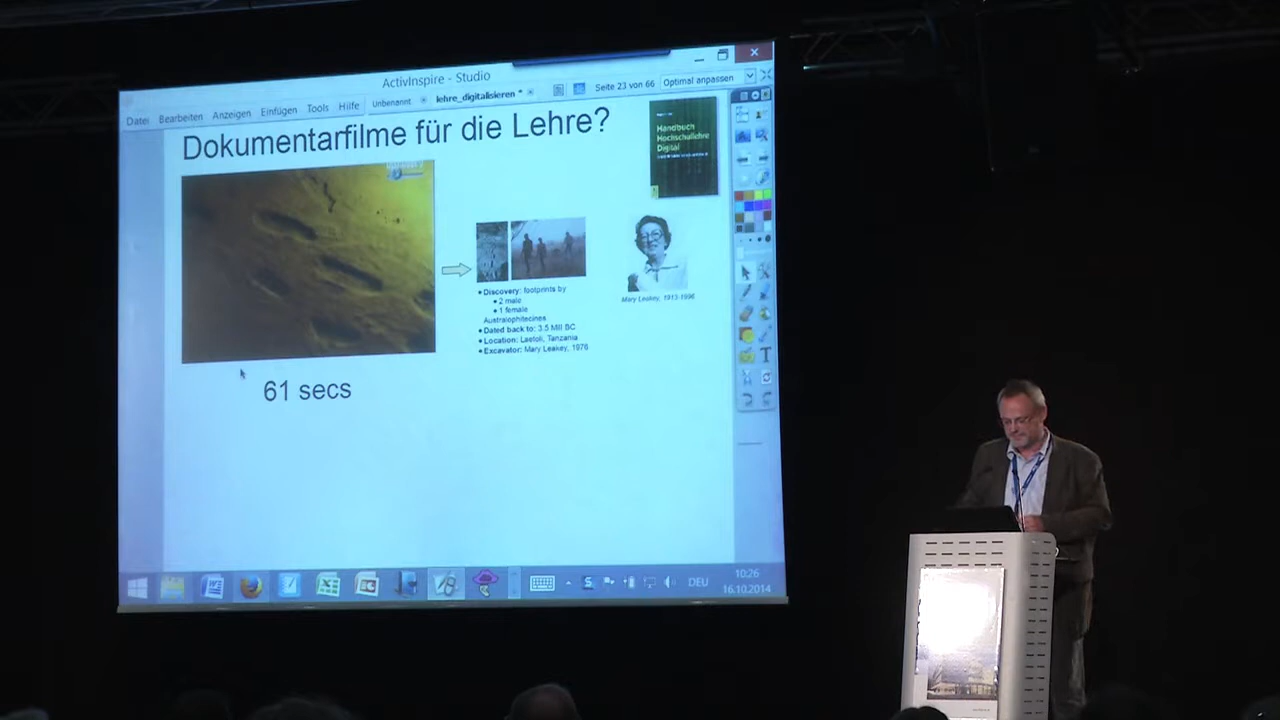 ActivInspire - Studio
Datei Bearbeiten Anzeigen Einfügen Tools Hilfe Unbenannt lehre_digitalisieren * Seite 23 von 66 Optimal anpassen
Dokumentarfilme für die Lehre?
Handbuch
Hochschullehre
Digital
• Discovery: footprints by
• 2 male
• 1 female
Australophitecines
• Dated back to: 3.5 Mill BC
• Location: Laetoli, Tanzania
• Excavator: Mary Leakey, 1976
Mary Leakey, 1913-1996
61 secs
DEU
10:26
16.10.2014